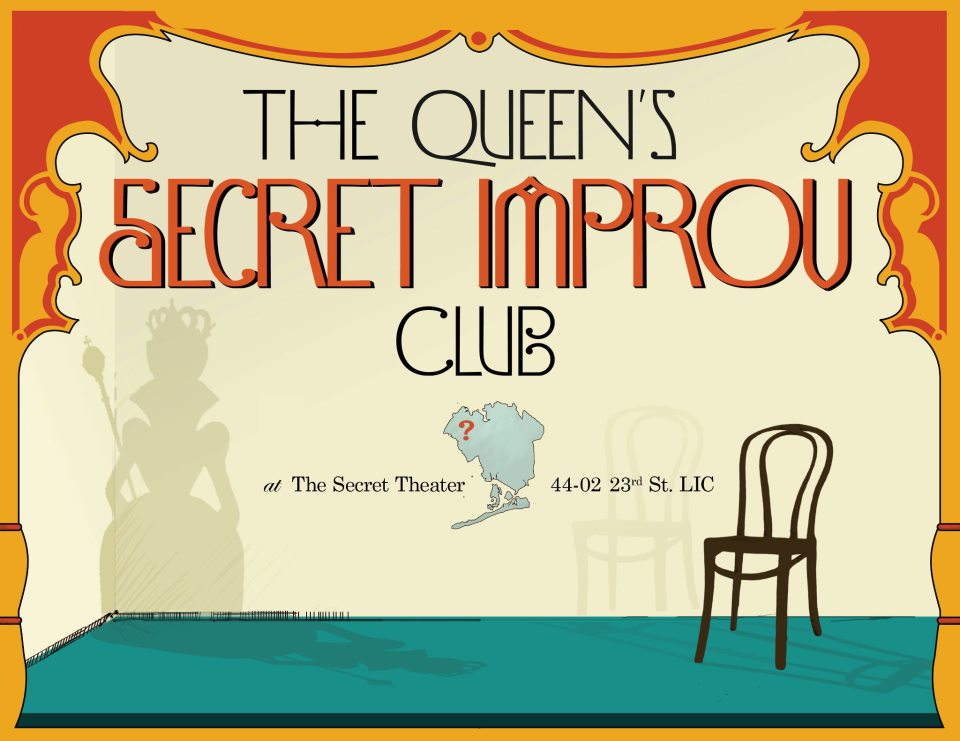 THE QUEEN'S
SECRET IMPROV
CLUB
?
at The Secret Theater 44-02 23rd St. LIC